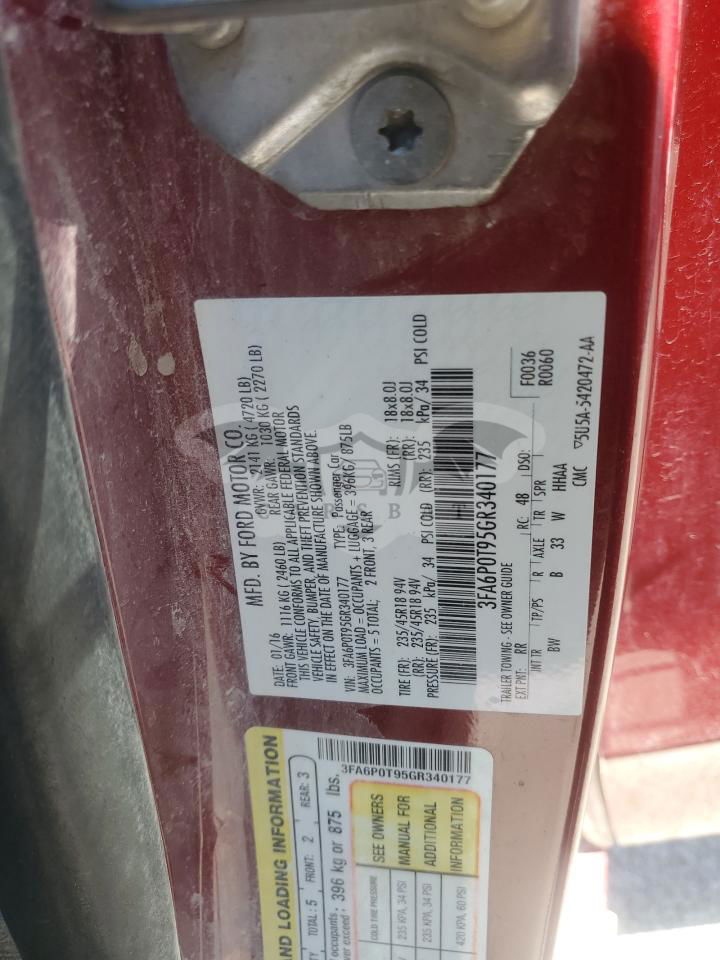 MFD. BY FORD MOTOR CO.
DATE: 01/16 GVWR: 2141 KG ( 4720 LB)
FRONT GAWR: 1116 KG ( 2460 LB) REAR GAWR: 1030 KG ( 2270 LB)
THIS VEHICLE CONFORMS TO ALL APPLICABLE FEDERAL MOTOR
VEHICLE SAFETY, BUMPER, AND THEFT PREVENTION STANDARDS
IN EFFECT ON THE DATE OF MANUFACTURE SHOWN ABOVE.
VIN: 3FA6P0T95GR340177 TYPE: Passenger Car
MAXIMUM LOAD = OCCUPANTS + LUGGAGE = 396KG/ 875LB
OCCUPANTS = 5 TOTAL; 2 FRONT, 3 REAR
TIRE (FR): 235/45R18 94V RIMS (FR): 18x8.0J
(RR): 235/45R18 94V (RR): 18x8.0J
PRESSURE (FR): 235 kPa/ 34 PSI COLD (RR): 235 kPa/ 34 PSI COLD
3FA6P0T95GR340177
TRAILER TOWING - SEE OWNER GUIDE F0036
EXT PNT: RR RC: 48 DSO: R0060
INT TR TP/PS R AXLE TR SPR
BW B 33 W HHAA
CMC 5U5A-5420472-AA
AND LOADING INFORMATION
TOTAL: 5 FRONT: 2 REAR: 3
396 kg or 875 lbs.
3FA6P0T95GR340177
COLD TIRE PRESSURE SEE OWNERS
235 KPA, 34 PSI MANUAL FOR
235 KPA, 34 PSI ADDITIONAL
420 KPA, 60 PSI INFORMATION